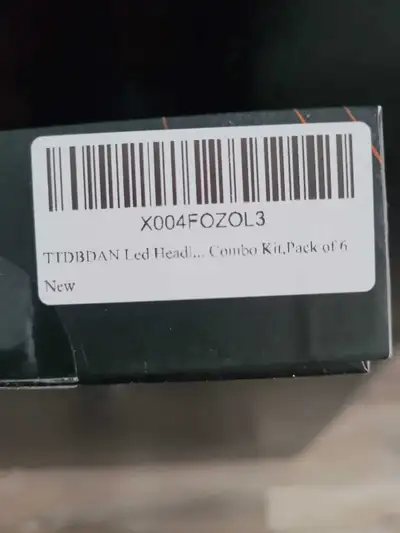 X004FOZOL3
TTDBDAN Led Headl... Combo Kit,Pack of 6
New